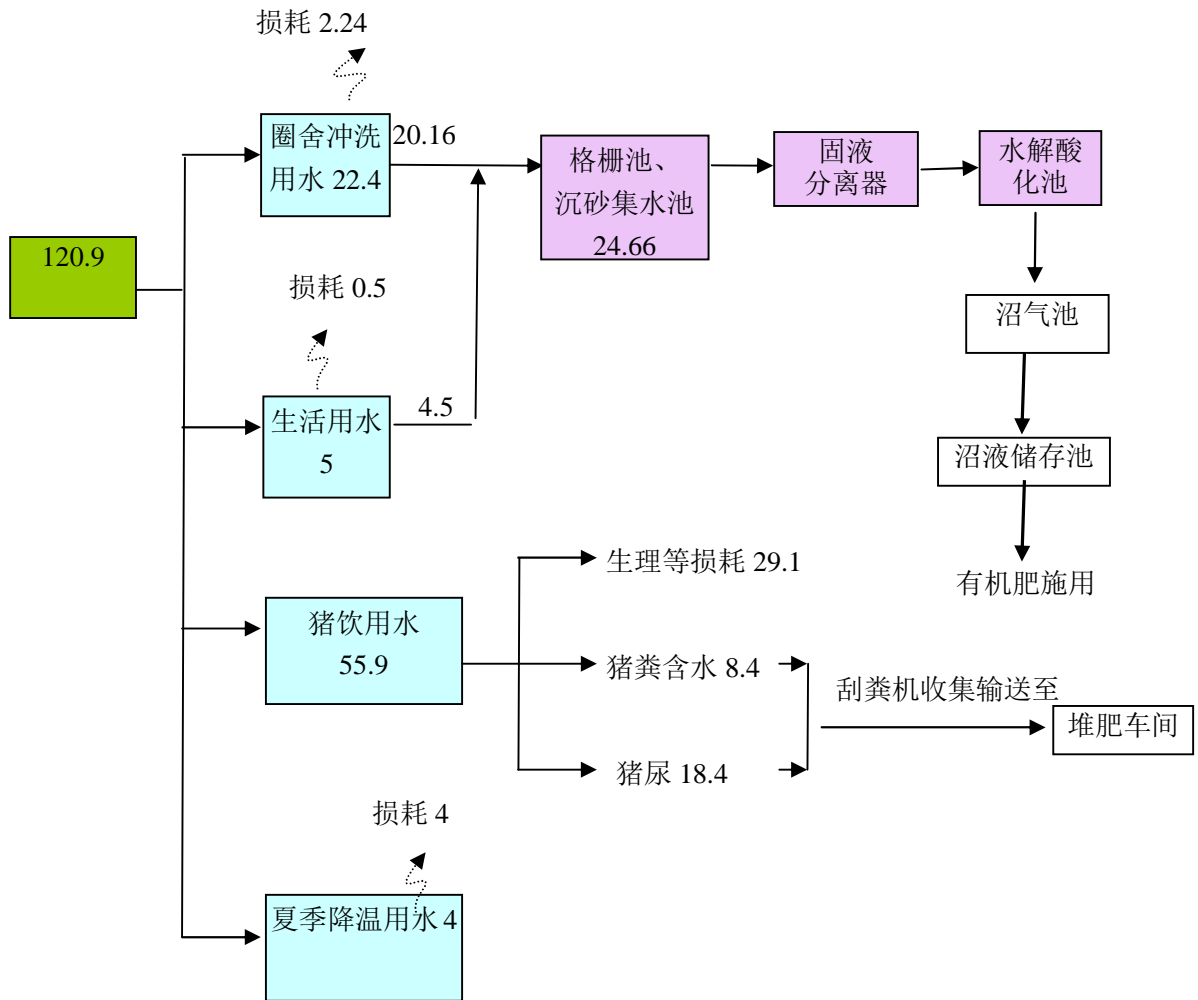 损耗 2.24
圈舍冲洗
用水 22.4
20.16
格栅池、
沉砂集水池
24.66
固液
分离器
水解酸
化池
120.9
损耗 0.5
沼气池
生活用水
5
4.5
沼液储存池
生理等损耗 29.1
有机肥施用
猪饮用水
55.9
猪粪含水 8.4
刮粪机收集输送至
堆肥车间
猪尿 18.4
损耗 4
夏季降温用水 4